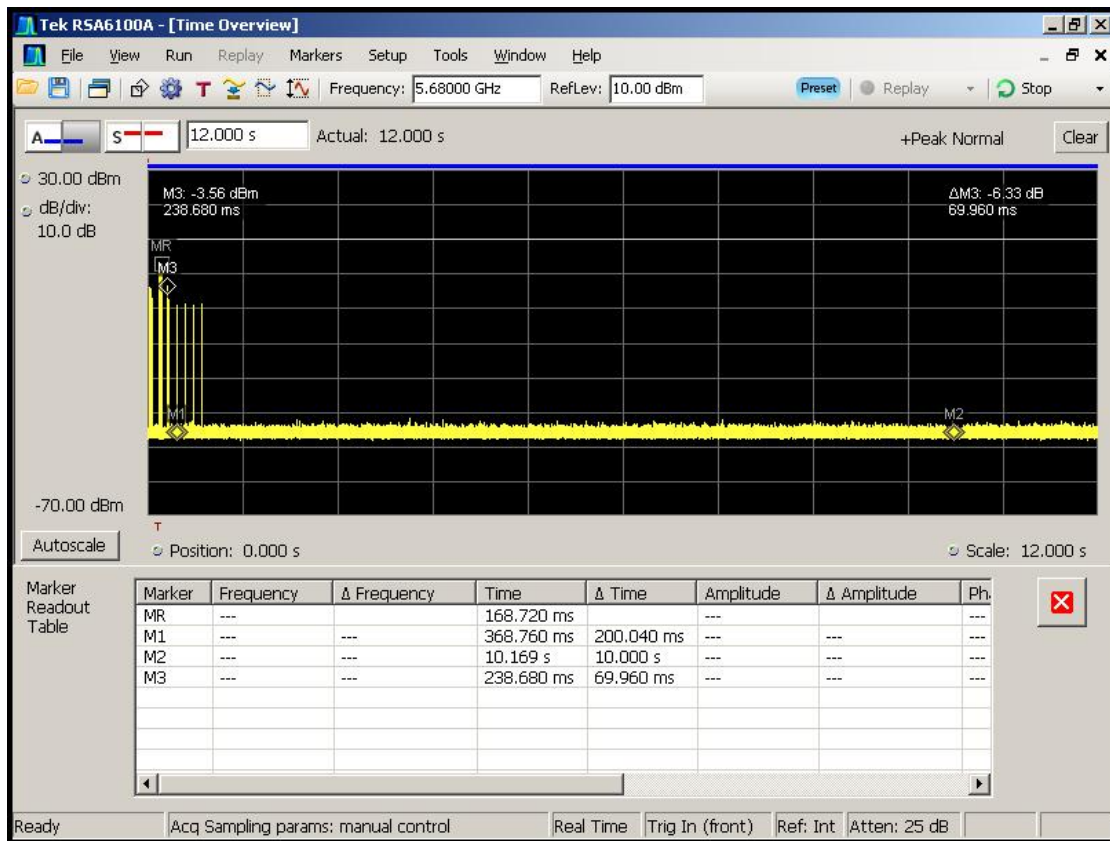 Tek RSA6100A - [Time Overview]
File View Run Replay Markers Setup Tools Window Help
T Frequency: 5.68000 GHz RefLev: 10.00 dBm Preset Replay Stop
A S 12.000 s Actual: 12.000 s +Peak Normal Clear
30.00 dBm
dB/div:
10.0 dB
M3: -3.56 dBm
238.680 ms
ΔM3: -6.33 dB
69.960 ms
MR
M3
M1
M2
-70.00 dBm
T
Autoscale
Position: 0.000 s
Scale: 12.000 s
Marker
Readout
Table
Marker Frequency Δ Frequency Time Δ Time Amplitude Δ Amplitude Ph
MR --- 168.720 ms --- ---
M1 --- --- 368.760 ms 200.040 ms --- --- ---
M2 --- --- 10.169 s 10.000 s --- --- ---
M3 --- --- 238.680 ms 69.960 ms --- --- ---
Ready Acq Sampling params: manual control Real Time Trig In (front) Ref: Int Atten: 25 dB